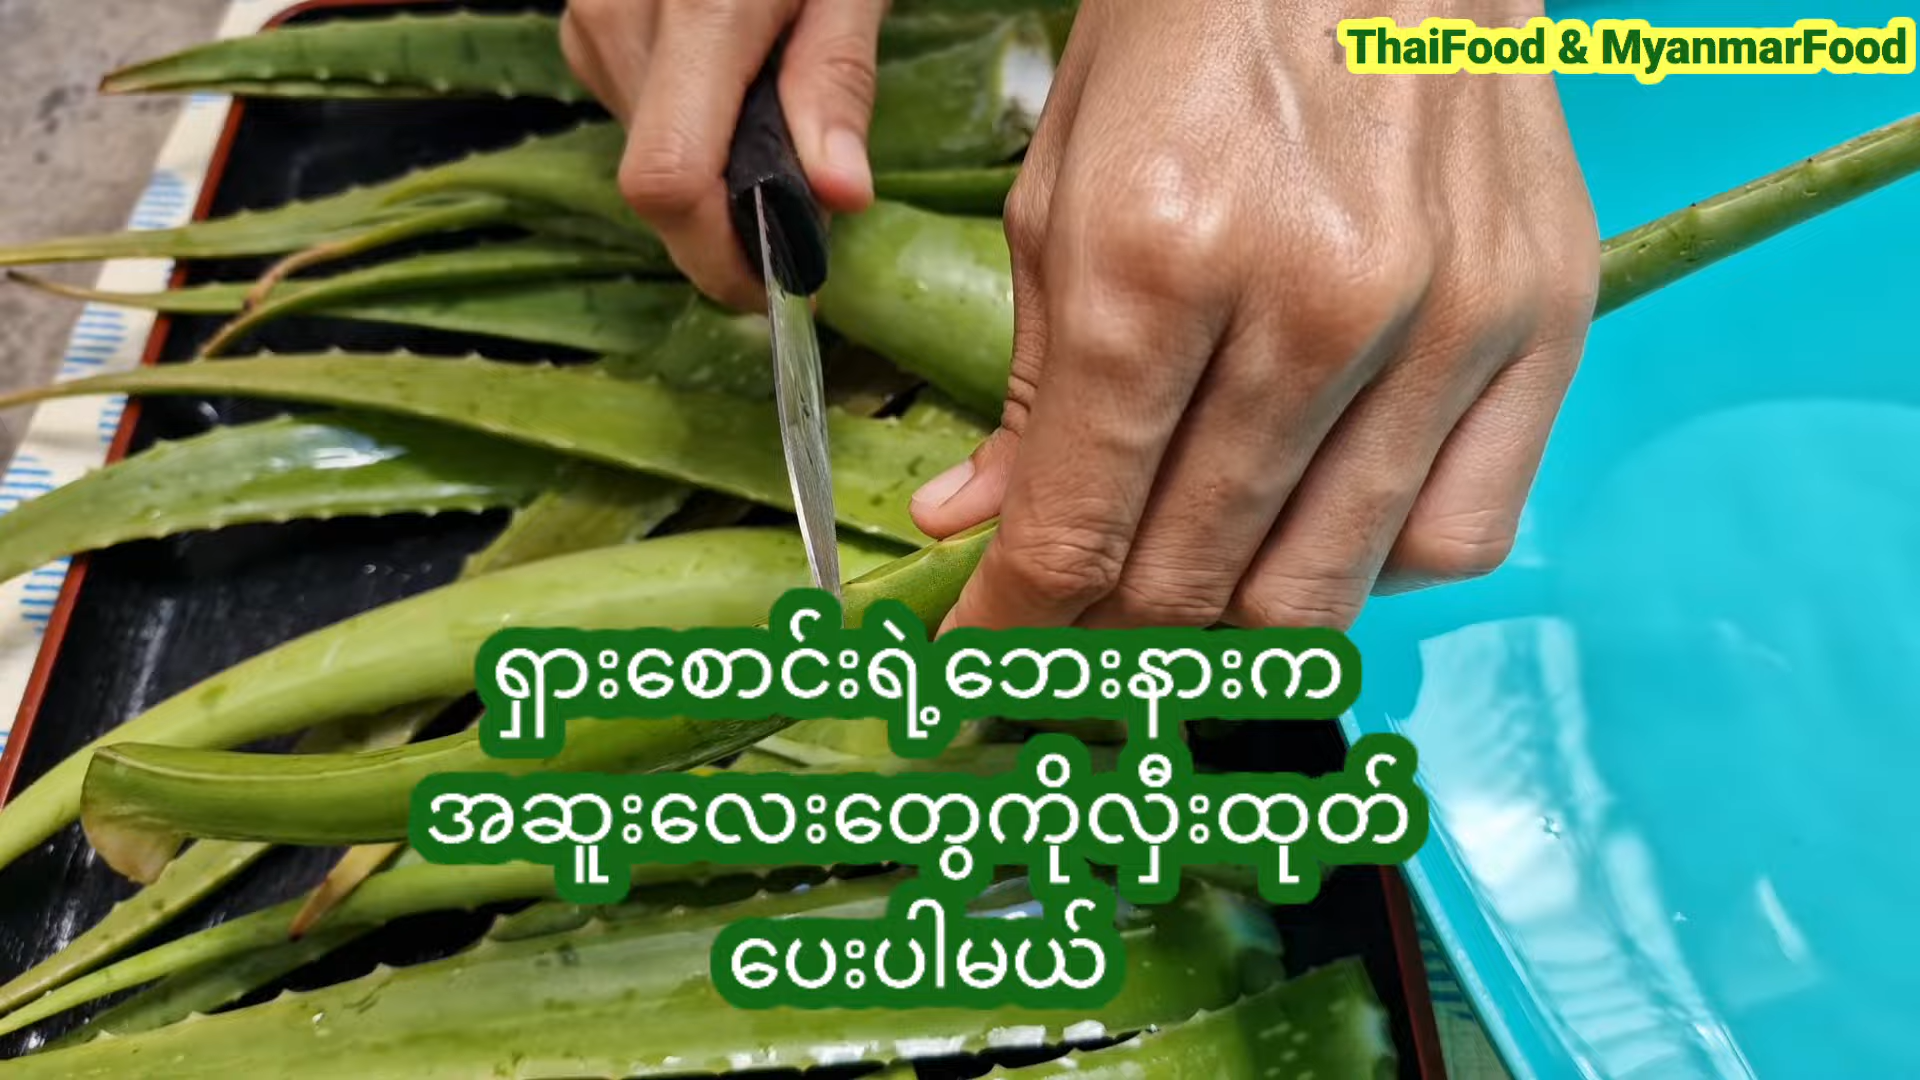 ThaiFood & MyanmarFood
ရှားစောင်းရဲ့ဘေးနားက
အဆူးလေးတွေကိုလှီးထုတ်
ပေးပါမယ်